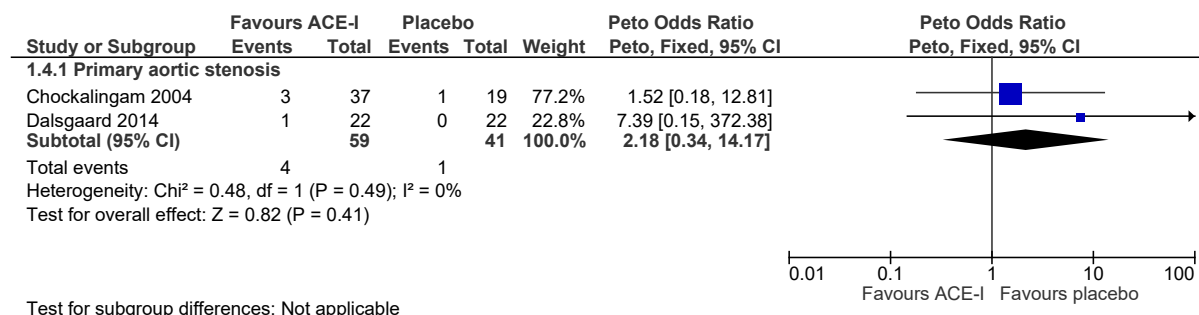 Favours ACE-I Placebo Peto Odds Ratio Peto Odds Ratio
Study or Subgroup Events Total Events Total Weight Peto, Fixed, 95% CI Peto, Fixed, 95% CI
1.4.1 Primary aortic stenosis
Chockalingam 2004 3 37 1 19 77.2% 1.52 [0.18, 12.81]
Dalsgaard 2014 1 22 0 22 22.8% 7.39 [0.15, 372.38]
Subtotal (95% CI) 59 41 100.0% 2.18 [0.34, 14.17]
Total events 4 1
Heterogeneity: Chi² = 0.48, df = 1 (P = 0.49); I² = 0%
Test for overall effect: Z = 0.82 (P = 0.41)
0.01 0.1 1 10 100
Favours ACE-I Favours placebo
Test for subgroup differences: Not applicable